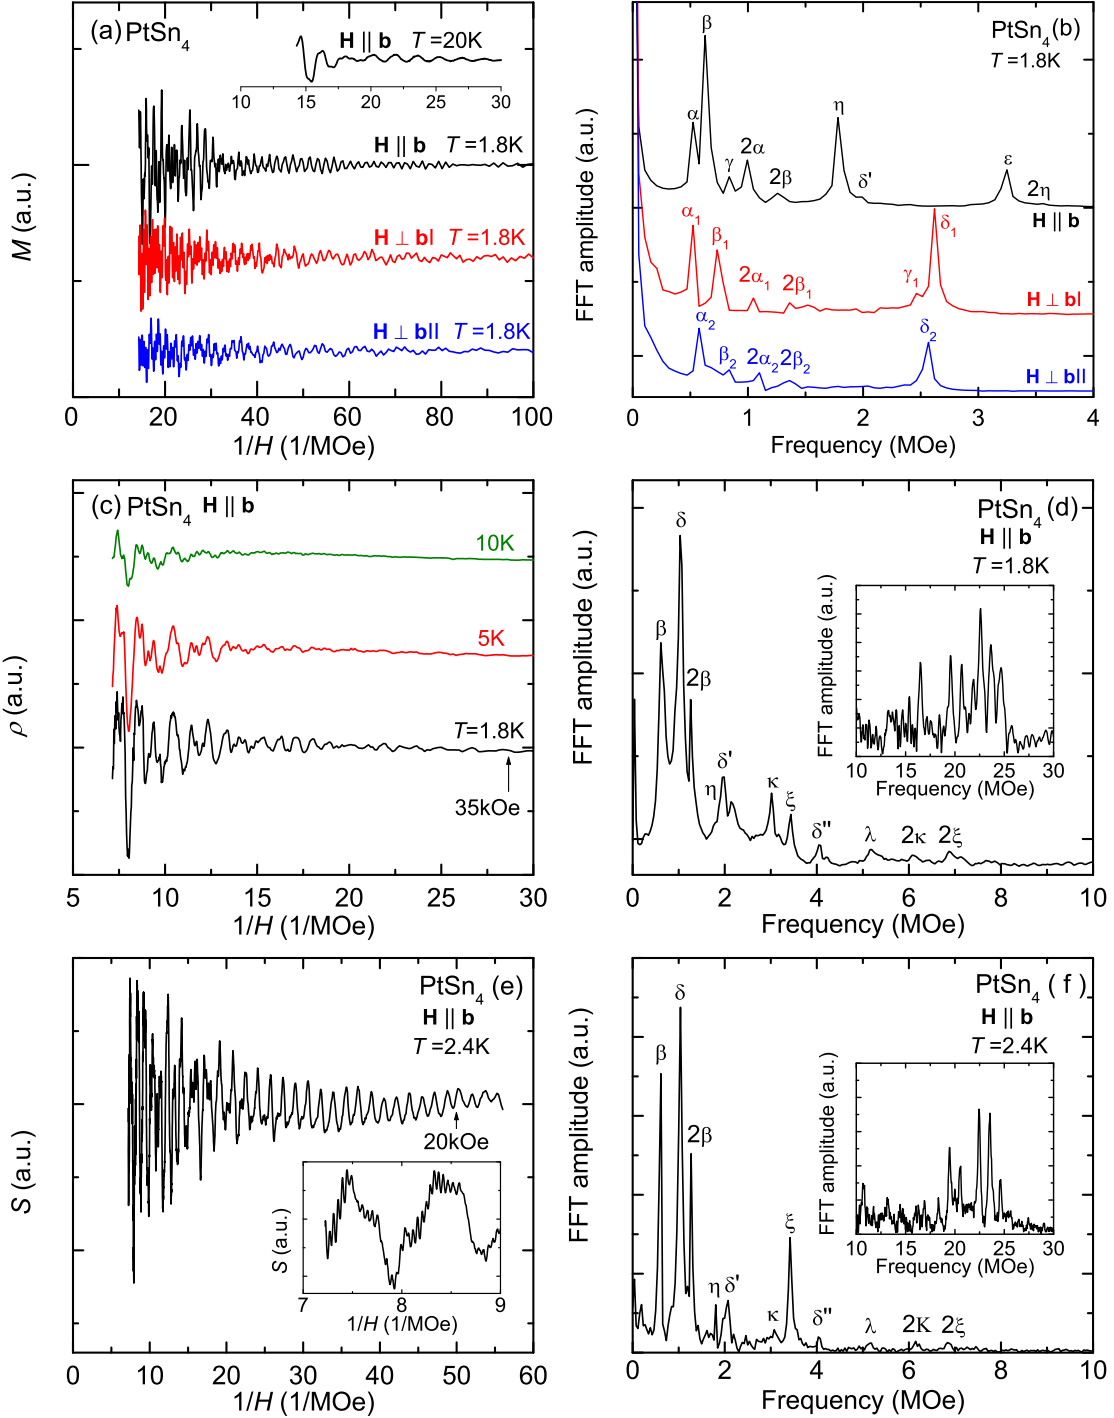 (a) PtSn4
H || b T =20K
10 15 20 25 30
H || b T =1.8K
H ⊥ bI T =1.8K
H ⊥ bII T =1.8K
M (a.u.)
0 20 40 60 80 100
1/H (1/MOe)
PtSn4 (b)
T =1.8K
β
α
γ
2α
2β
η
δ'
ε
2η
H || b
α1
β1
2α1
2β1
γ1
δ1
H ⊥ bI
α2
β2
2α2
2β2
δ2
H ⊥ bII
FFT amplitude (a.u.)
0 1 2 3 4
Frequency (MOe)
(c) PtSn4 H || b
10K
5K
T=1.8K
35kOe
ρ (a.u.)
5 10 15 20 25 30
1/H (1/MOe)
PtSn4 (d)
H || b
T =1.8K
δ
β
2β
δ'
η
κ
ξ
δ"
λ
2κ
2ξ
FFT amplitude (a.u.)
0 2 4 6 8 10
Frequency (MOe)
FFT amplitude (a.u.)
10 15 20 25 30
Frequency (MOe)
PtSn4 (e)
H || b
T =2.4K
20kOe
S (a.u.)
0 10 20 30 40 50 60
1/H (1/MOe)
S (a.u.)
7 8 9
1/H (1/MOe)
PtSn4 ( f )
H || b
T =2.4K
δ
β
2β
ξ
η δ'
κ
δ"
λ
2K
2ξ
FFT amplitude (a.u.)
0 2 4 6 8 10
Frequency (MOe)
FFT amplitude (a.u.)
10 15 20 25 30
Frequency (MOe)